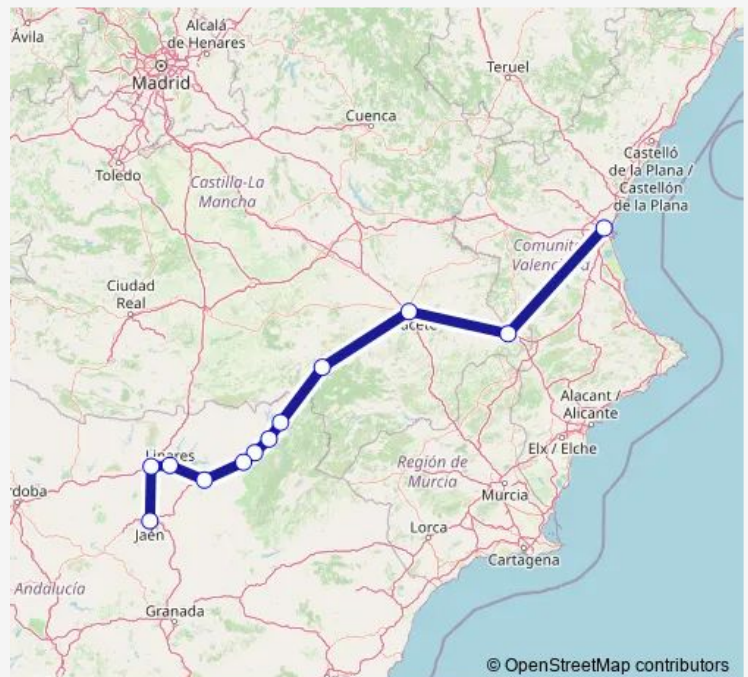 Ávila
Alcalá
de Henares
Madrid
Teruel
Cuenca
Toledo
Castilla-La
Mancha
Castelló
de la Plana /
Castellón
de la Plana
Comunit
Valenc
Ciudad
Real
Alacant /
Alicante
Elx / Elche
Linares
Región de
Murcia
Murcia
doba
Lorca
Jaén
Cartagena
Andalucía
Granada
© OpenStreetMap contributors